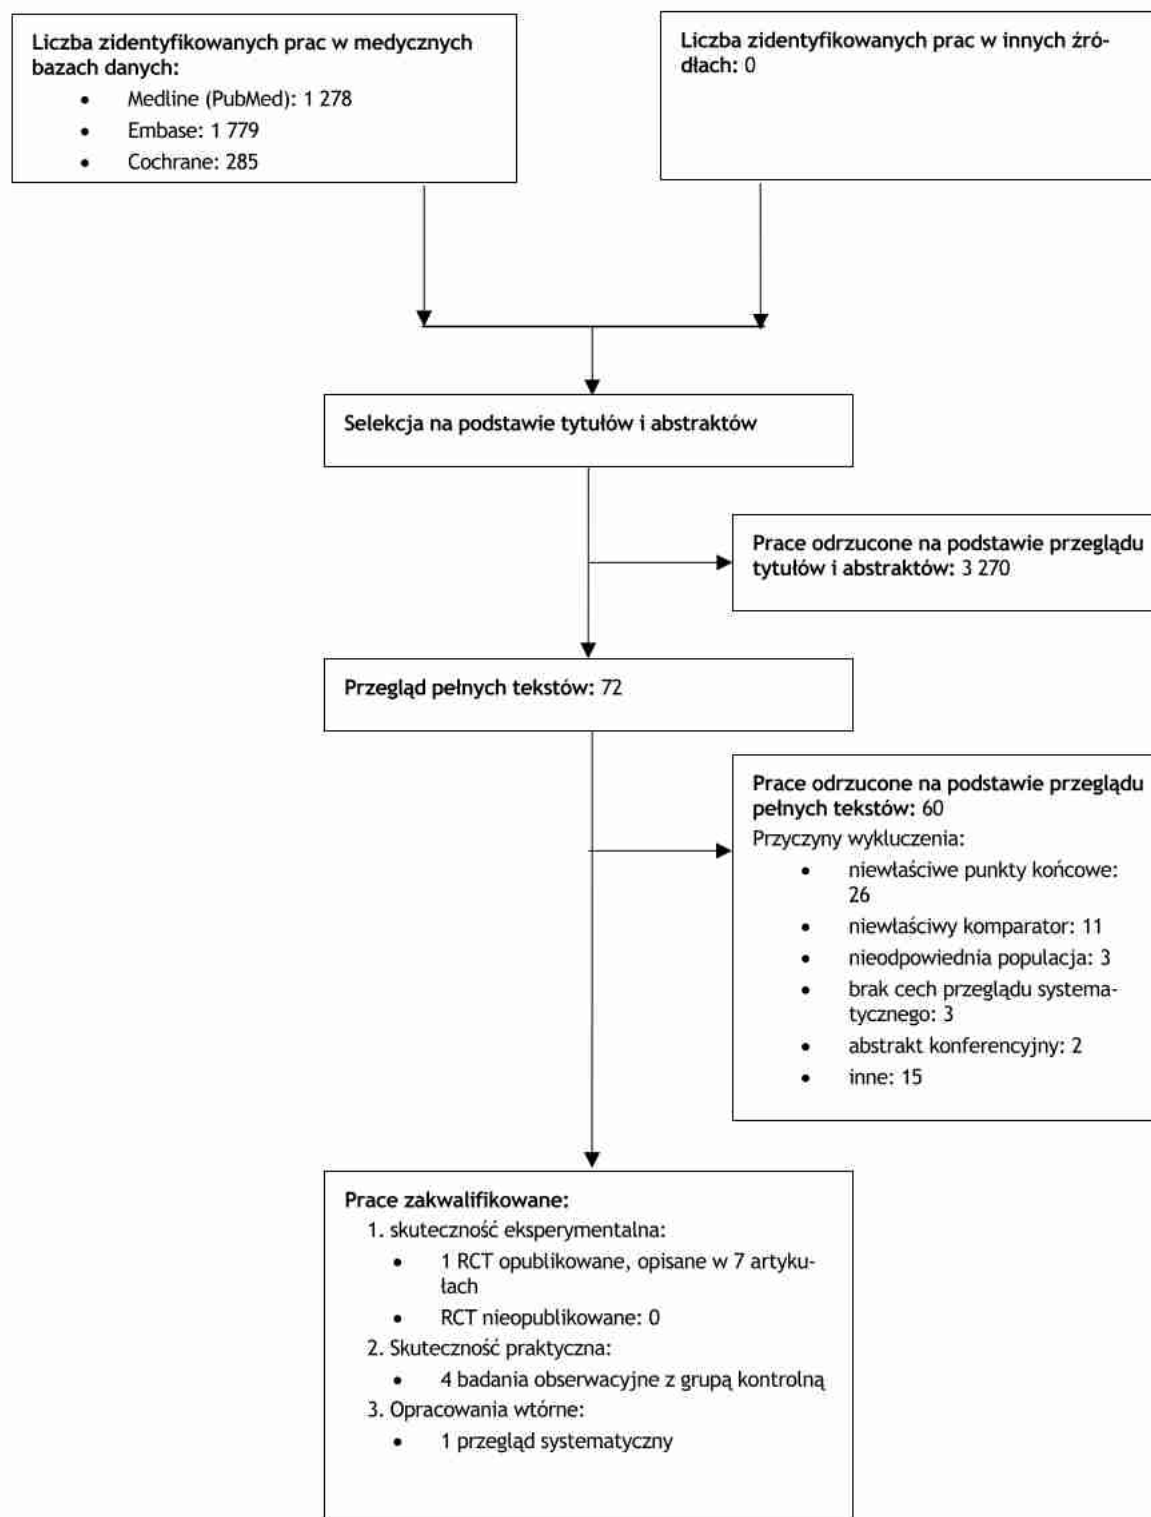 Liczba zidentyfikowanych prac w medycznych
bazach danych:
• Medline (PubMed): 1 278
• Embase: 1 779
• Cochrane: 285
Liczba zidentyfikowanych prac w innych źró-
dłach: 0
Selekcja na podstawie tytułów i abstraktów
Prace odrzucone na podstawie przeglądu
tytułów i abstraktów: 3 270
Przegląd pełnych tekstów: 72
Prace odrzucone na podstawie przeglądu
pełnych tekstów: 60
Przyczyny wykluczenia:
• niewłaściwe punkty końcowe:
26
• niewłaściwy komparator: 11
• nieodpowiednia populacja: 3
• brak cech przeglądu systema-
tycznego: 3
• abstrakt konferencyjny: 2
• inne: 15
Prace zakwalifikowane:
1. skuteczność eksperymentalna:
• 1 RCT opublikowane, opisane w 7 artyku-
łach
• RCT nieopublikowane: 0
2. Skuteczność praktyczna:
• 4 badania obserwacyjne z grupą kontrolną
3. Opracowania wtórne:
• 1 przegląd systematyczny